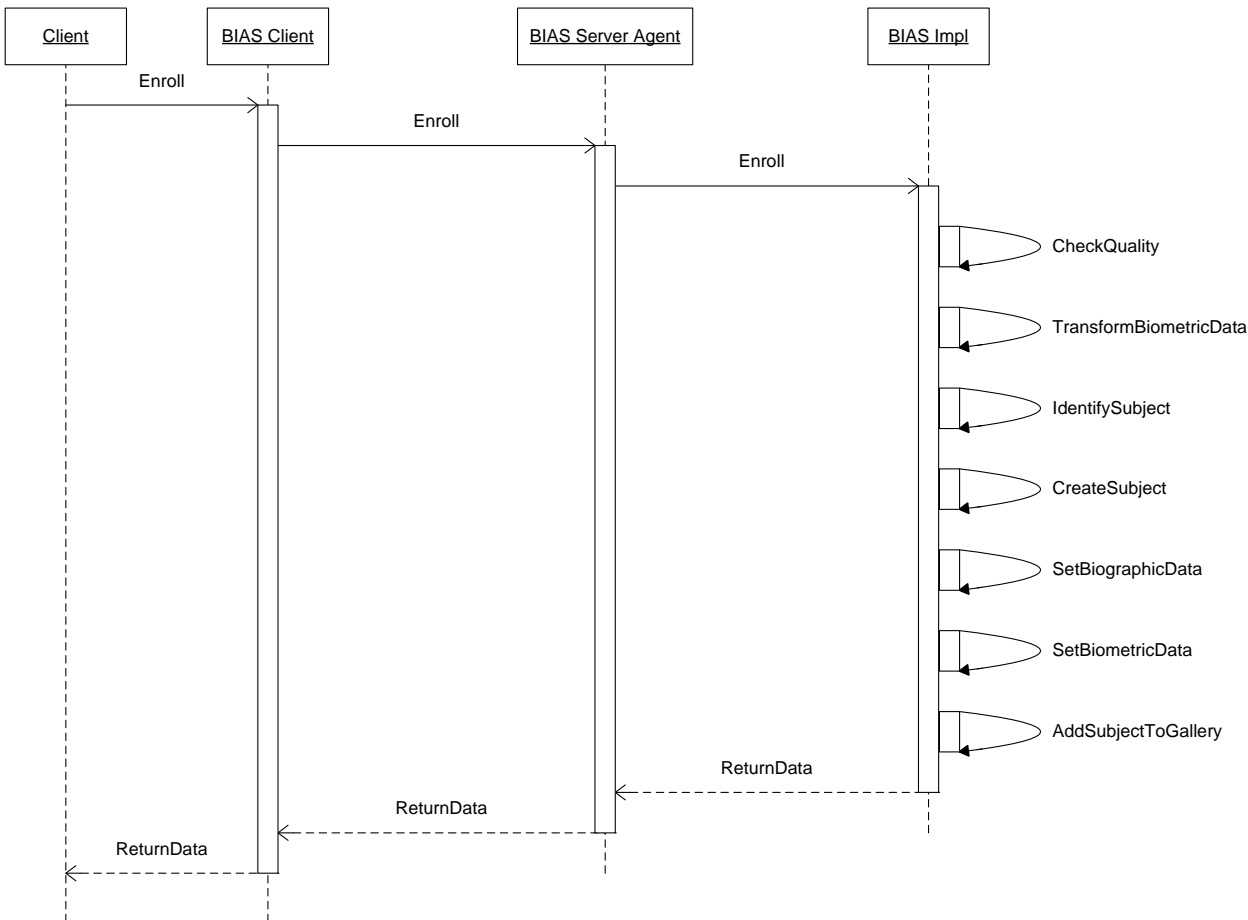 Client
BIAS Client
BIAS Server Agent
BIAS Impl
Enroll
Enroll
Enroll
CheckQuality
TransformBiometricData
IdentifySubject
CreateSubject
SetBiographicData
SetBiometricData
AddSubjectToGallery
ReturnData
ReturnData
ReturnData